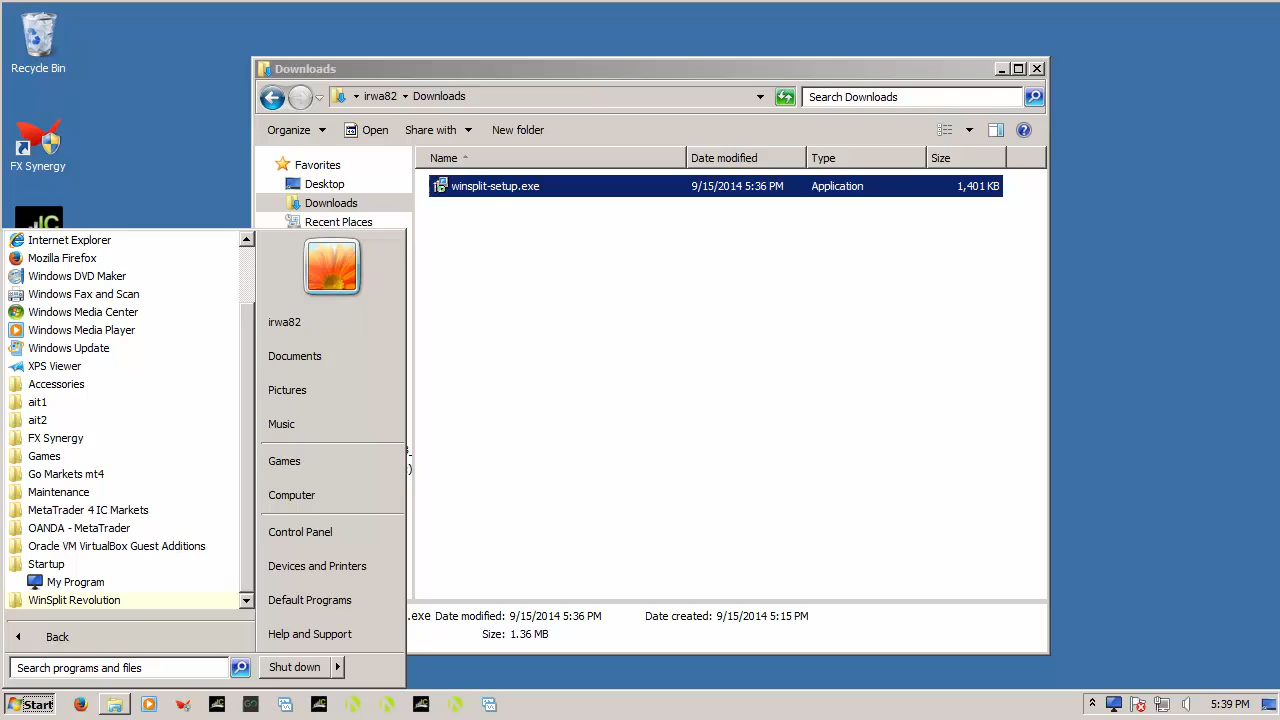 Recycle Bin
FX Synergy
IC
Downloads
irwa82 Downloads
Search Downloads
Organize Open Share with New folder
Favorites
Desktop
Downloads
Recent Places
Name Date modified Type Size
winsplit-setup.exe 9/15/2014 5:36 PM Application 1,401 KB
Internet Explorer
Mozilla Firefox
Windows DVD Maker
Windows Fax and Scan
Windows Media Center
Windows Media Player
Windows Update
XPS Viewer
Accessories
ait1
ait2
FX Synergy
Games
Go Markets mt4
Maintenance
MetaTrader 4 IC Markets
OANDA - MetaTrader
Oracle VM VirtualBox Guest Additions
Startup
My Program
WinSplit Revolution
Back
Search programs and files
irwa82
Documents
Pictures
Music
Games
Computer
Control Panel
Devices and Printers
Default Programs
Help and Support
Shut down
.exe Date modified: 9/15/2014 5:36 PM Date created: 9/15/2014 5:15 PM
Size: 1.36 MB
Start
5:39 PM